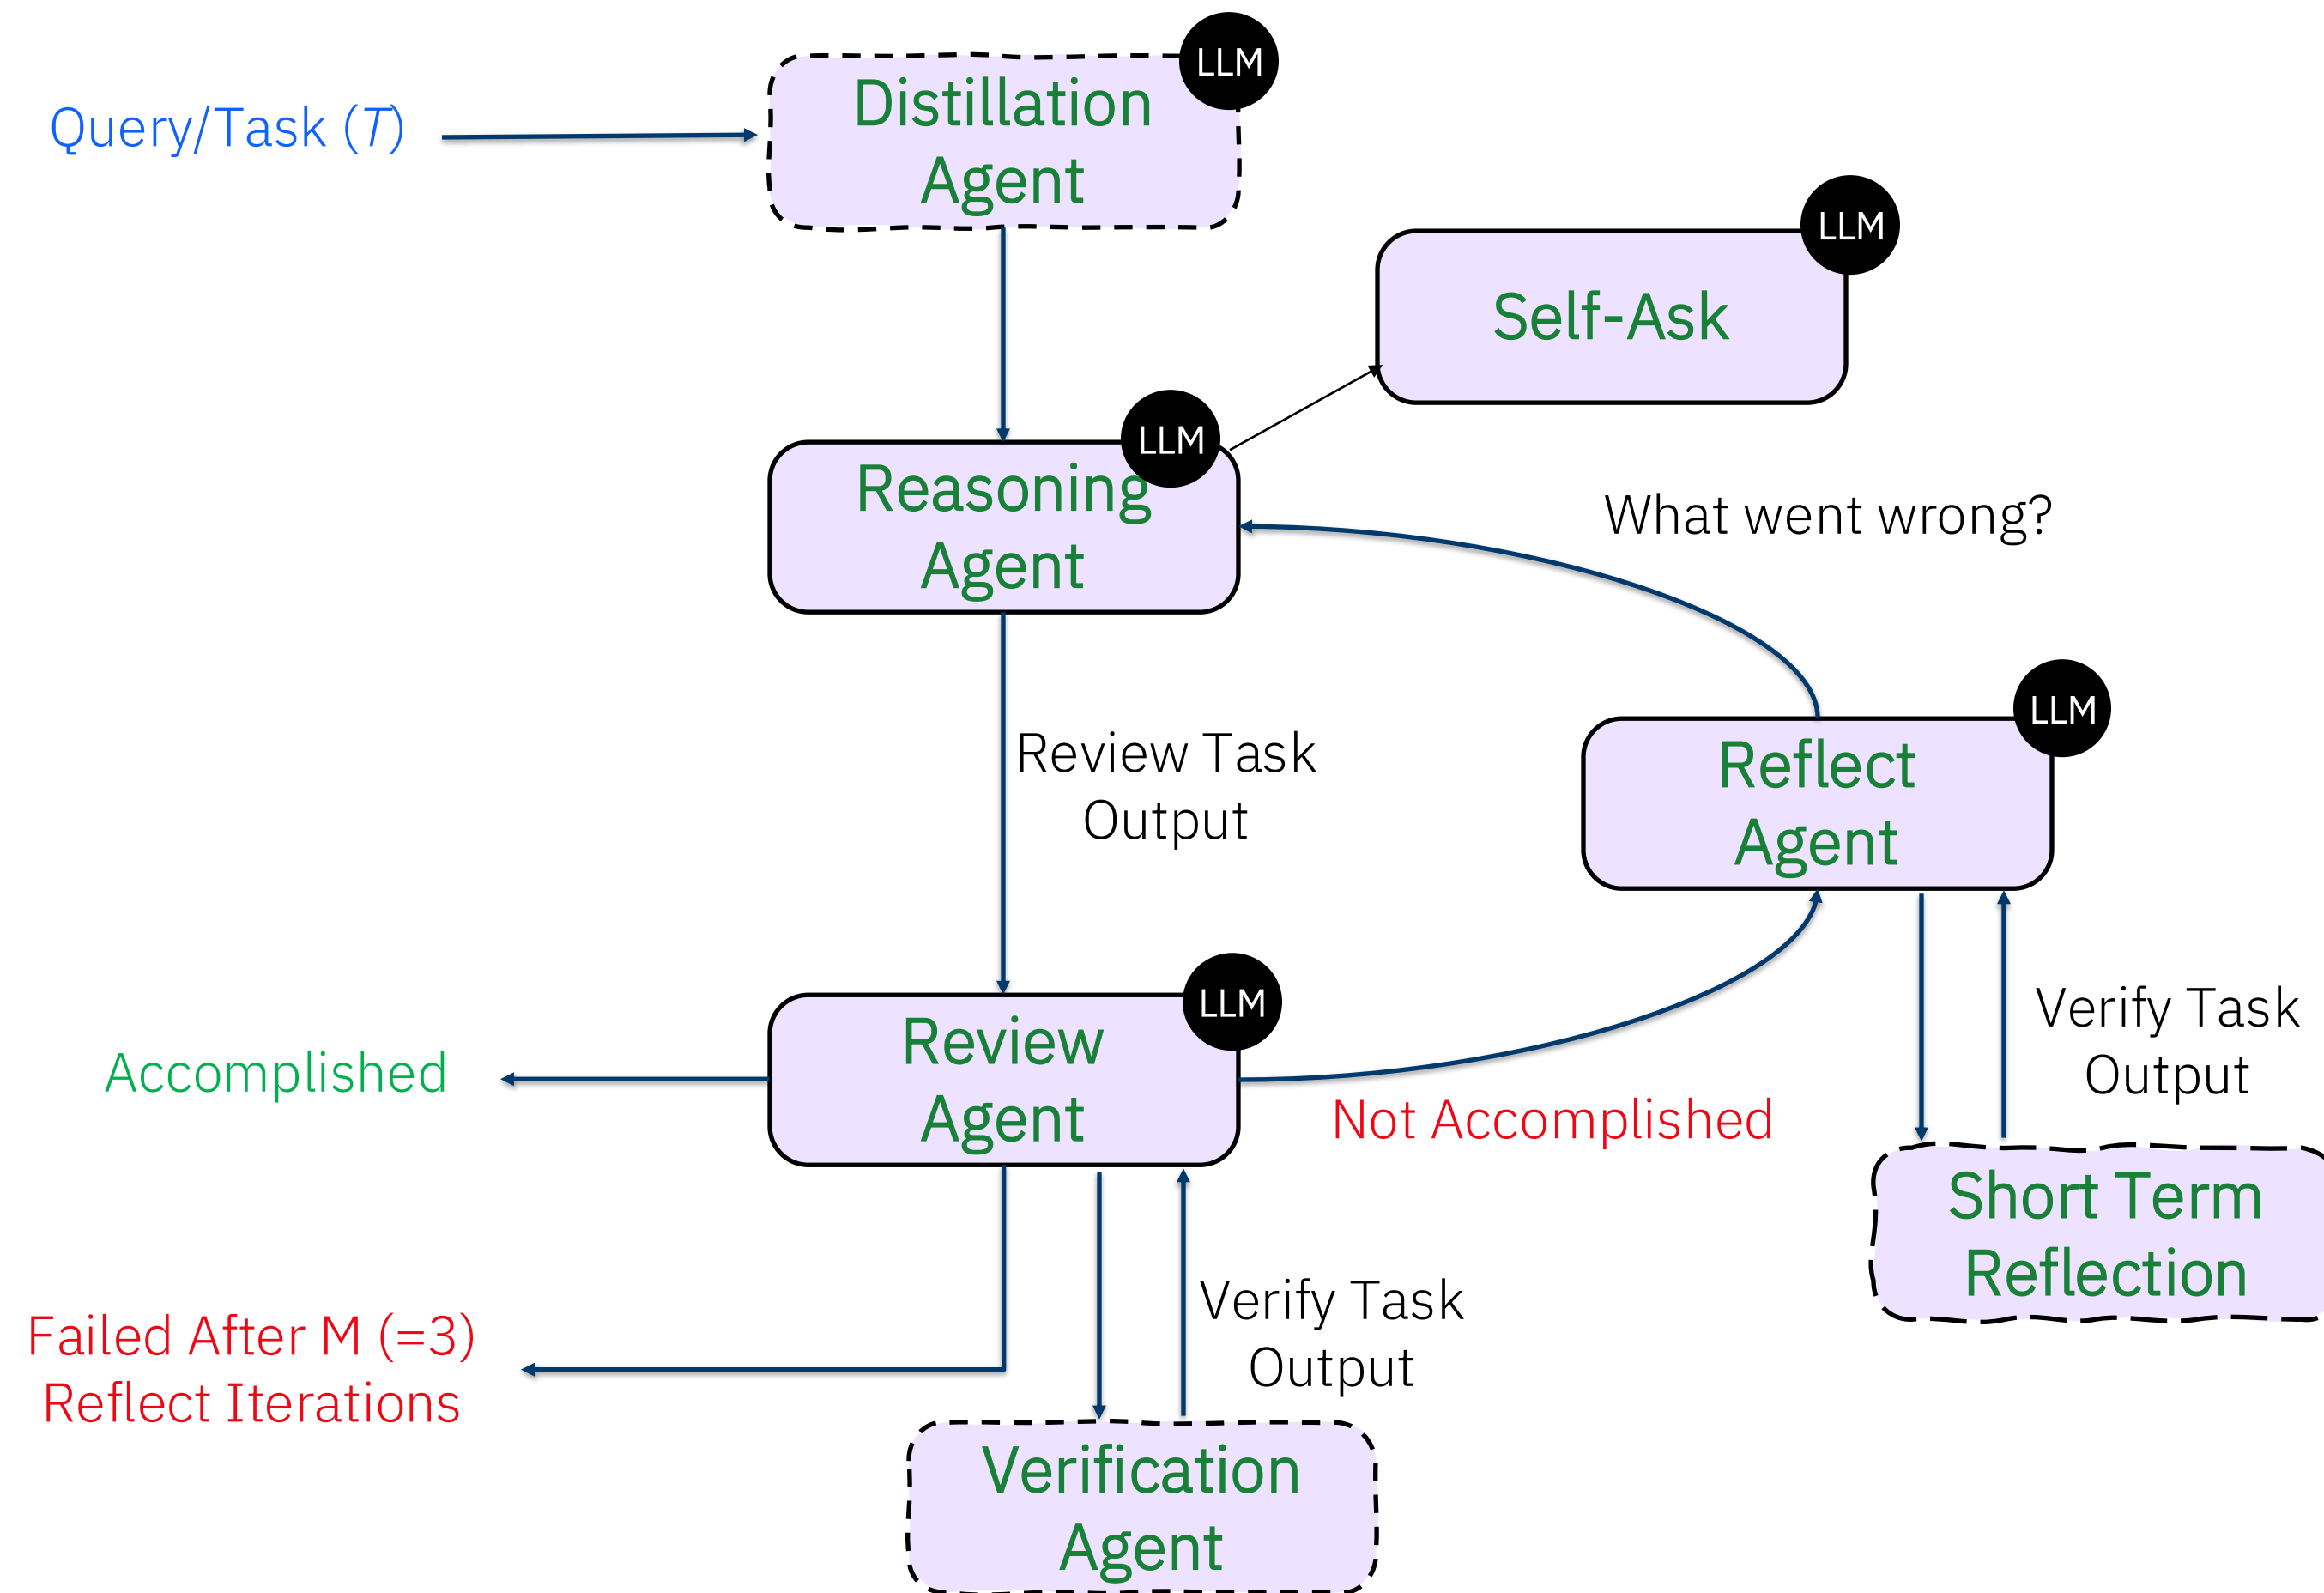 LLM
Query/Task (T)
Distillation
Agent
LLM
Self-Ask
LLM
Reasoning
Agent
What went wrong?
LLM
Reflect
Agent
Review Task
Output
LLM
Review
Agent
Accomplished
Not Accomplished
Verify Task
Output
Short Term
Reflection
Verify Task
Output
Failed After M (=3)
Reflect Iterations
Verification
Agent